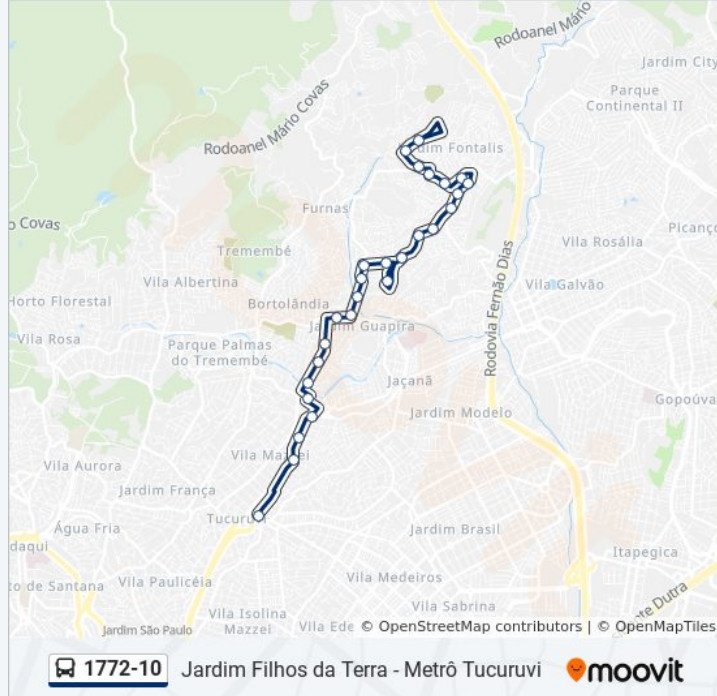 Rodoanel Mário
Jardim City
Parque
Continental II
Rodoanel Mário Covas
Jardim Fontalis
Furnas
o Covas
Picanço
Vila Rosália
Tremembé
Rodovia Fernão Dias
Vila Albertina
Vila Galvão
Horto Florestal
Bortolândia
Jardim Guapira
Vila Rosa
Parque Palmas
do Tremembé
Jaçanã
Gopoúva
Jardim Modelo
Vila Mazzei
Vila Aurora
Jardim França
Tucuruvi
Água Fria
Jardim Brasil
Itapegica
daqui
Vila Medeiros
to de Santana
Vila Pauliceia
Vila Sabrina
Vila Isolina
Mazzei
Vila Ede
nte Dutra
Jardim São Paulo
© OpenStreetMap contributors | © OpenMapTiles
1772-10 Jardim Filhos da Terra - Metrô Tucuruvi moovit